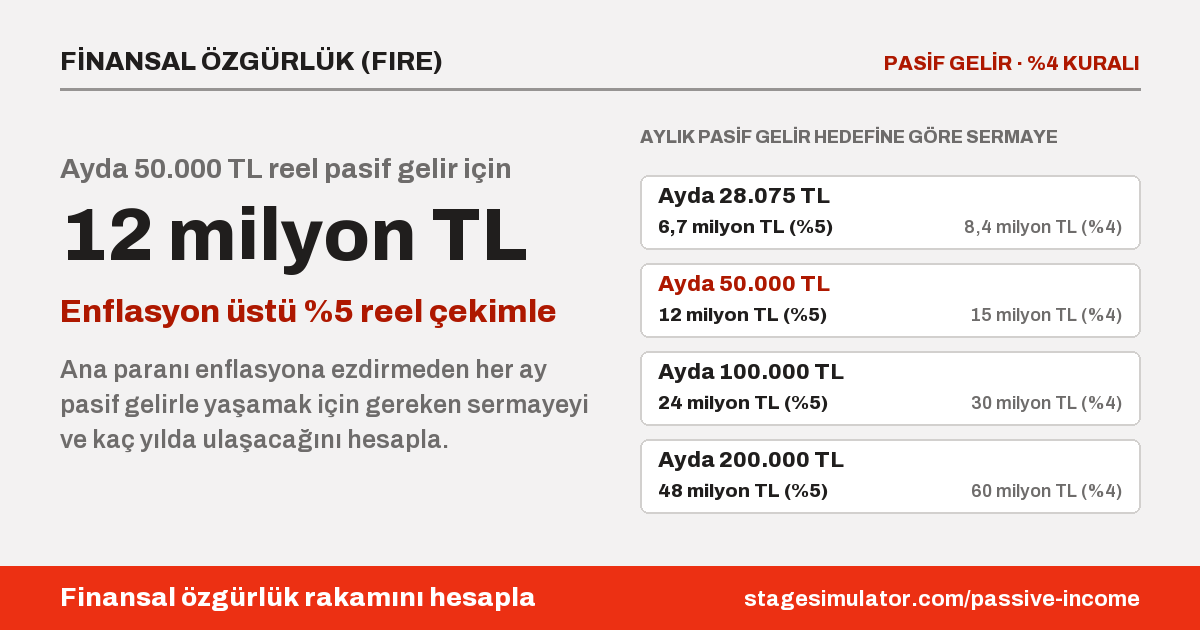 FİNANSAL ÖZGÜRLÜK (FIRE)
PASİF GELİR · %4 KURALI
Ayda 50.000 TL reel pasif gelir için
12 milyon TL
Enflasyon üstü %5 reel çekimle
Ana paranı enflasyona ezdirmeden her ay
pasif gelirle yaşamak için gereken sermayeyi
ve kaç yılda ulaşacağını hesapla.
AYLIK PASİF GELİR HEDEFİNE GÖRE SERMAYE
Ayda 28.075 TL
6,7 milyon TL (%5) 8,4 milyon TL (%4)
Ayda 50.000 TL
12 milyon TL (%5) 15 milyon TL (%4)
Ayda 100.000 TL
24 milyon TL (%5) 30 milyon TL (%4)
Ayda 200.000 TL
48 milyon TL (%5) 60 milyon TL (%4)
Finansal özgürlük rakamını hesapla
stagesimulator.com/passive-income